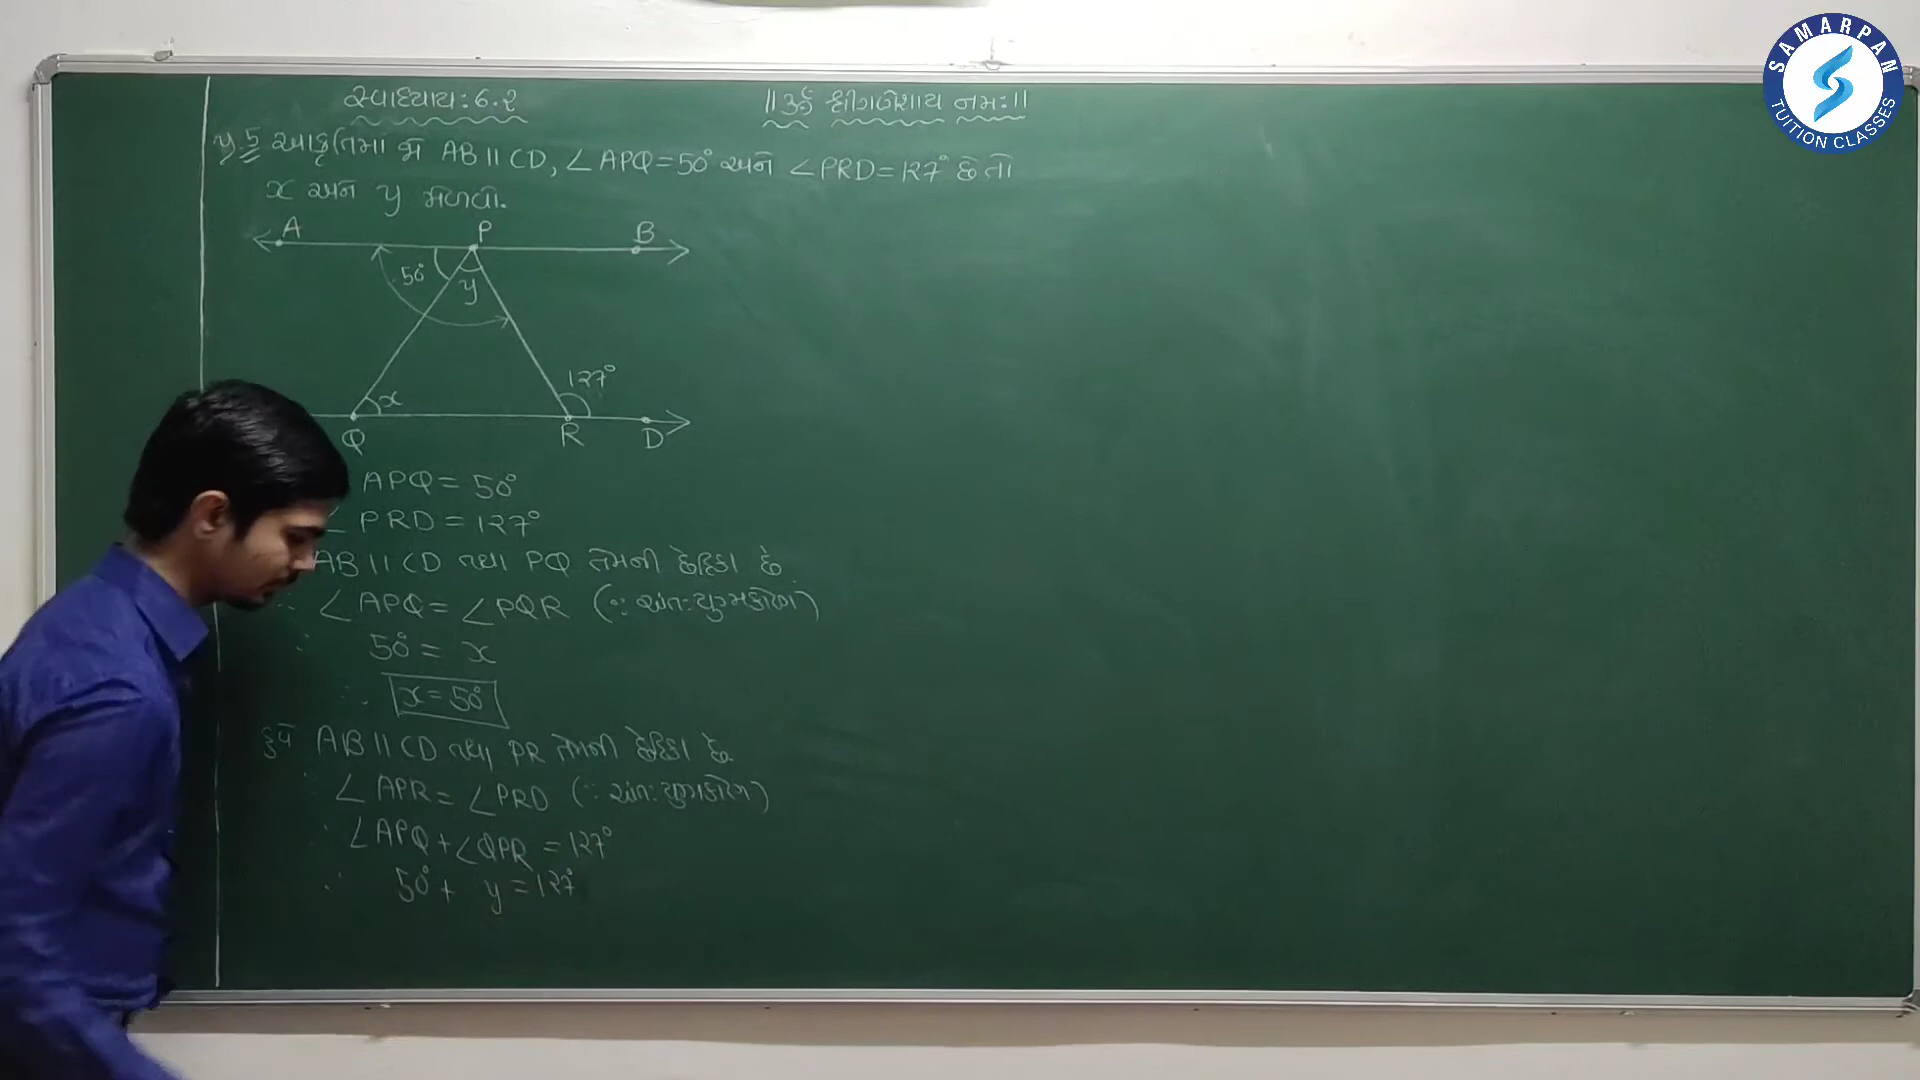 સ્વાધ્યાય: 6.2
॥ ૐ શ્રી ગણેશાય નમઃ ॥
પ્ર.5 આકૃતિમાં જો AB || CD, ∠APQ = 50° અને ∠PRD = 127° છે તો
x અને y મેળવો.
A P B
50° y
127°
x
Q R D
APQ = 50°
∠PRD = 127°
AB || CD તથા PQ તેમની છેદિકા છે.
∴ ∠APQ = ∠PQR (∵ અંતઃયુગ્મકોણ)
∴ 50° = x
∴ x = 50°
હવે AB || CD તથા PR તેમની છેદિકા છે.
∴ ∠APR = ∠PRD (∵ અંતઃયુગ્મકોણ)
∴ ∠APQ + ∠QPR = 127°
∴ 50° + y = 127°
SAMARPAN
TUITION CLASSES